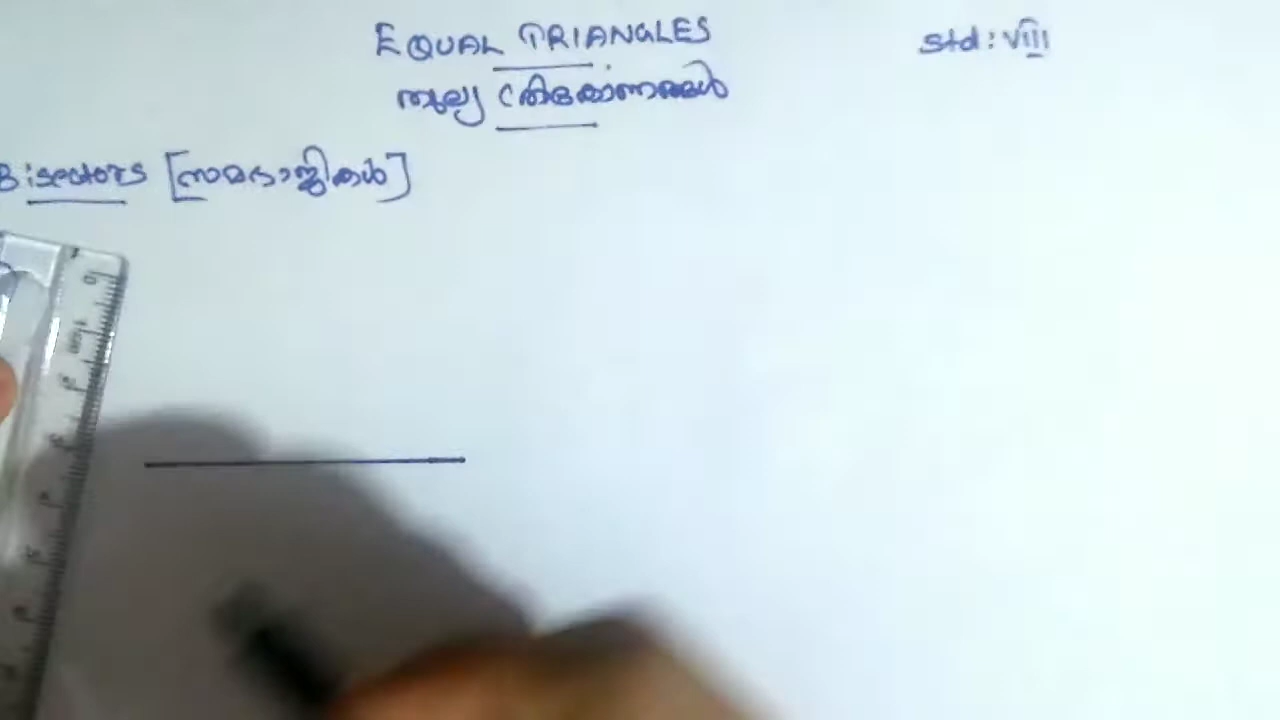 EQUAL TRIANGLES
std: VIII
തുല്യ ത്രികോണങ്ങൾ
Bisectors [സമഭാജികൾ]